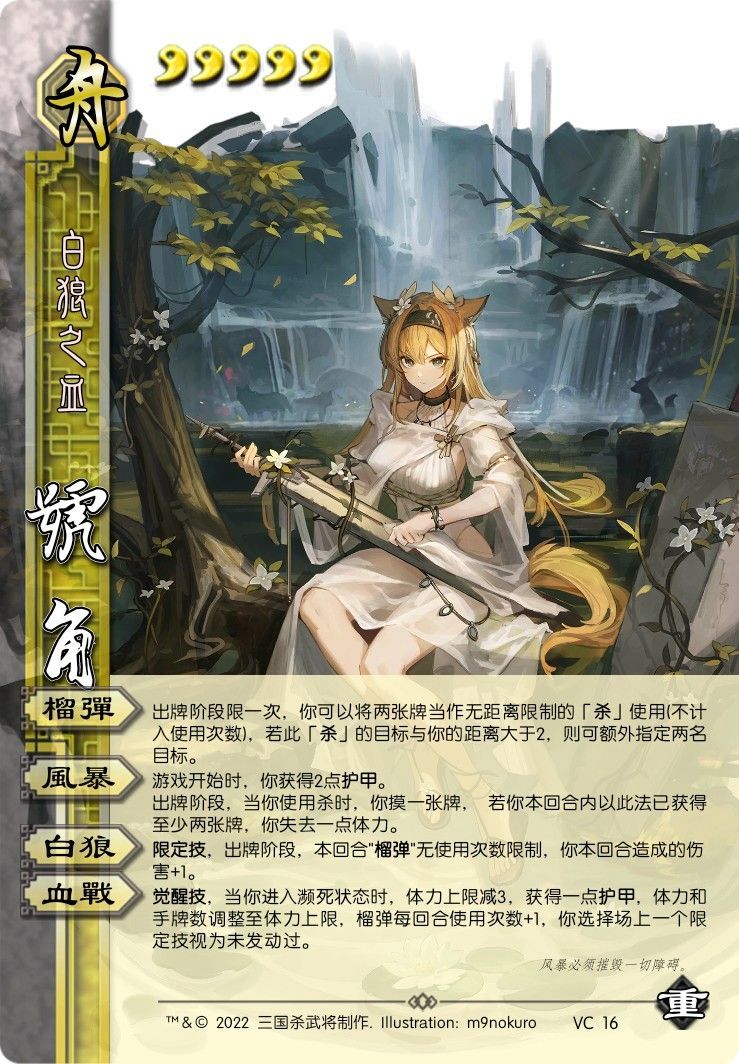 舟
白狼之血
號角
榴彈
出牌阶段限一次，你可以将两张牌当作无距离限制的「杀」使用(不计
入使用次数)，若此「杀」的目标与你的距离大于2，则可额外指定两名
目标。
風暴
游戏开始时，你获得2点护甲。
出牌阶段，当你使用杀时，你摸一张牌， 若你本回合内以此法已获得
至少两张牌，你失去一点体力。
白狼
限定技，出牌阶段，本回合"榴弹"无使用次数限制，你本回合造成的伤
害+1。
血戰
觉醒技，当你进入濒死状态时，体力上限减3，获得一点护甲，体力和
手牌数调整至体力上限，榴弹每回合使用次数+1，你选择场上一个限
定技视为未发动过。
风暴必须摧毁一切障碍。
重
™&© 2022 三国杀武将制作. Illustration: m9nokuro VC 16